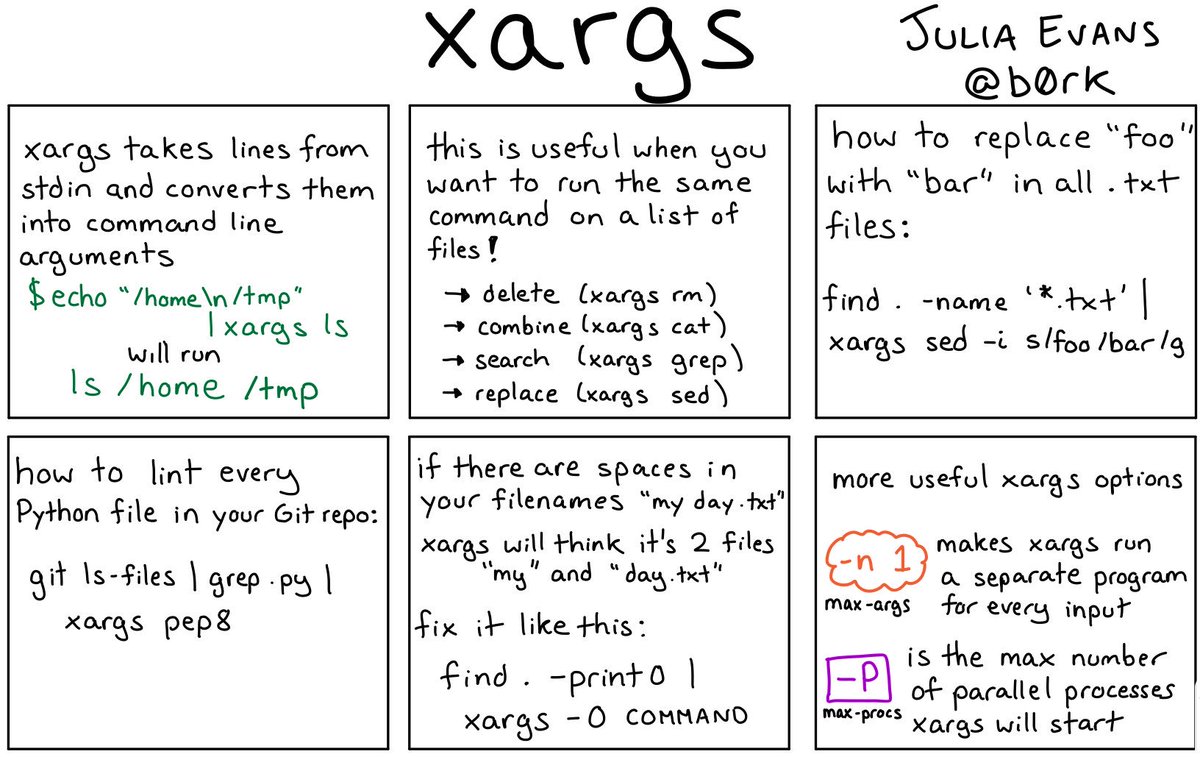 xargs
JULIA EVANS
@b0rk
xargs takes lines from
stdin and converts them
into command line
arguments
$ echo "/home\n/tmp"
| xargs ls
will run
ls /home /tmp
this is useful when you
want to run the same
command on a list of
files!
→ delete (xargs rm)
→ combine (xargs cat)
→ search (xargs grep)
→ replace (xargs sed)
how to replace "foo"
with "bar" in all .txt
files:
find . -name '*.txt' |
xargs sed -i s/foo/bar/g
how to lint every
Python file in your Git repo:
git ls-files | grep .py |
xargs pep8
if there are spaces in
your filenames "my day.txt"
xargs will think it's 2 files
"my" and "day.txt"
fix it like this:
find . -print0 |
xargs -0 COMMAND
more useful xargs options
-n 1
max-args
makes xargs run
a separate program
for every input
-P
max-procs
is the max number
of parallel processes
xargs will start